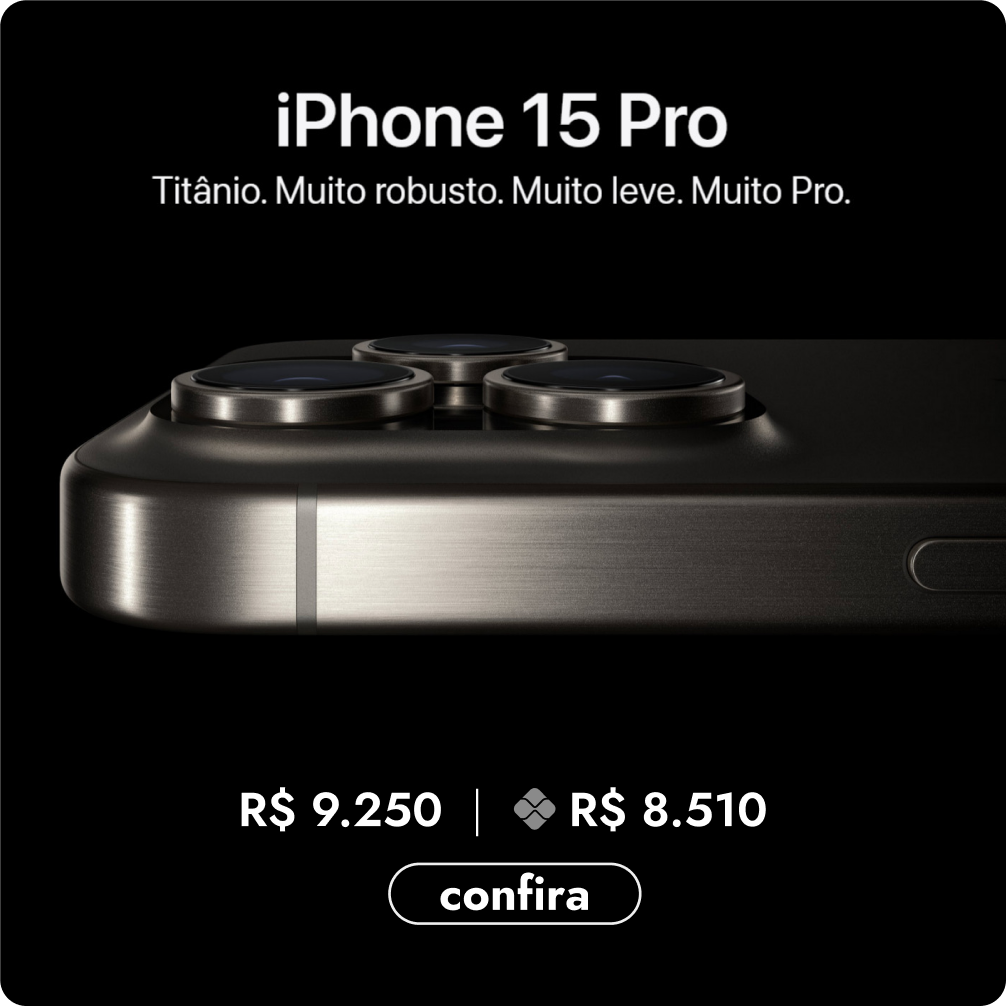 iPhone 15 Pro
Titânio. Muito robusto. Muito leve. Muito Pro.
R$ 9.250 | R$ 8.510
confira